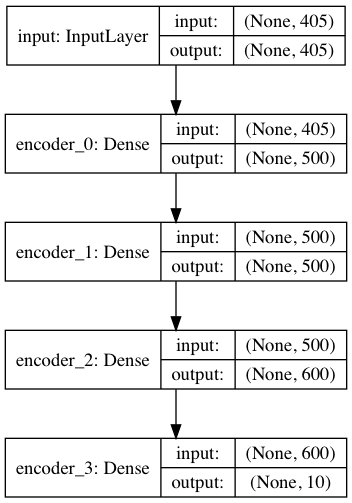 input: InputLayer
input: (None, 405)
output: (None, 405)
encoder_0: Dense
input: (None, 405)
output: (None, 500)
encoder_1: Dense
input: (None, 500)
output: (None, 500)
encoder_2: Dense
input: (None, 500)
output: (None, 600)
encoder_3: Dense
input: (None, 600)
output: (None, 10)